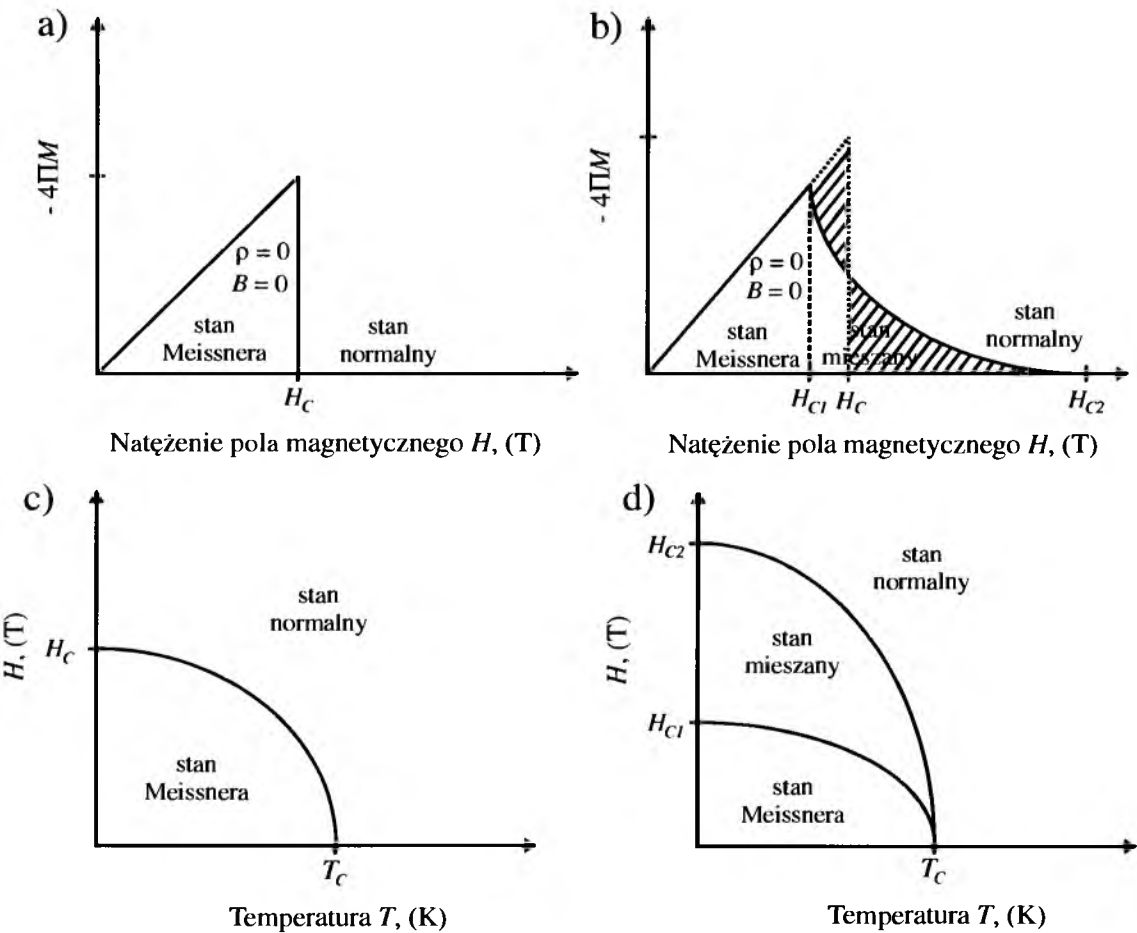 a)
- 4ΠM
ρ = 0
B = 0
stan
Meissnera
stan
normalny
H_C
Natężenie pola magnetycznego H, (T)
b)
- 4ΠM
ρ = 0
B = 0
stan
Meissnera
stan
mieszany
stan
normalny
H_C1
H_C
H_C2
Natężenie pola magnetycznego H, (T)
c)
H, (T)
H_C
stan
normalny
stan
Meissnera
T_C
Temperatura T, (K)
d)
H, (T)
H_C2
H_C1
stan
normalny
stan
mieszany
stan
Meissnera
T_C
Temperatura T, (K)